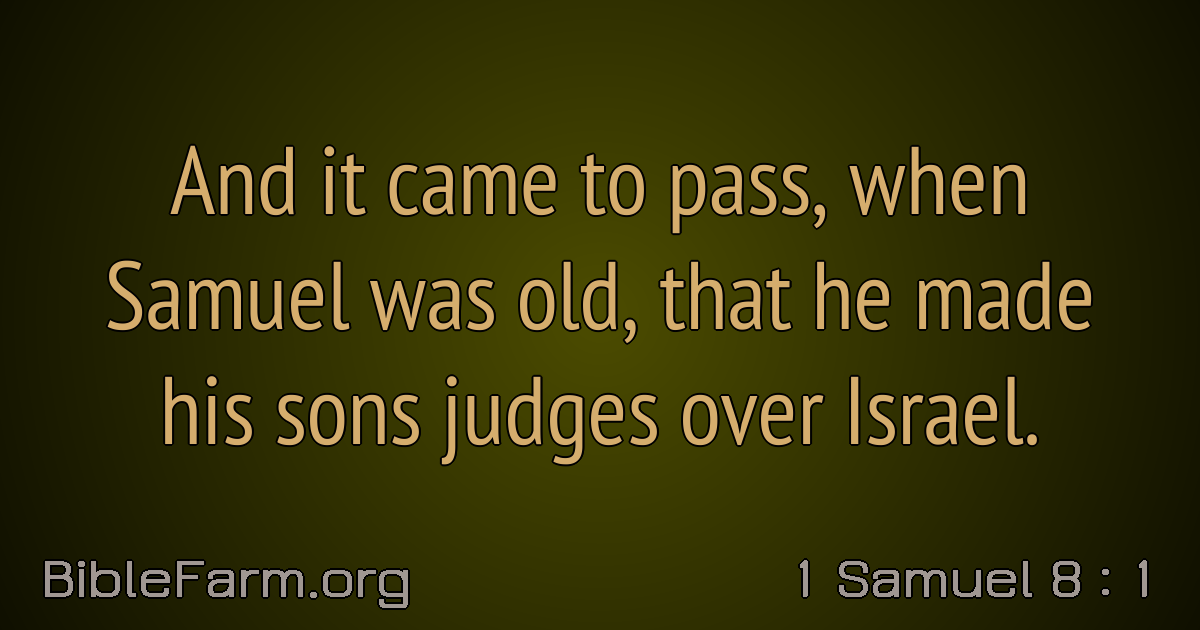 And it came to pass, when
Samuel was old, that he made
his sons judges over Israel.
BibleFarm.org
1 Samuel 8 : 1